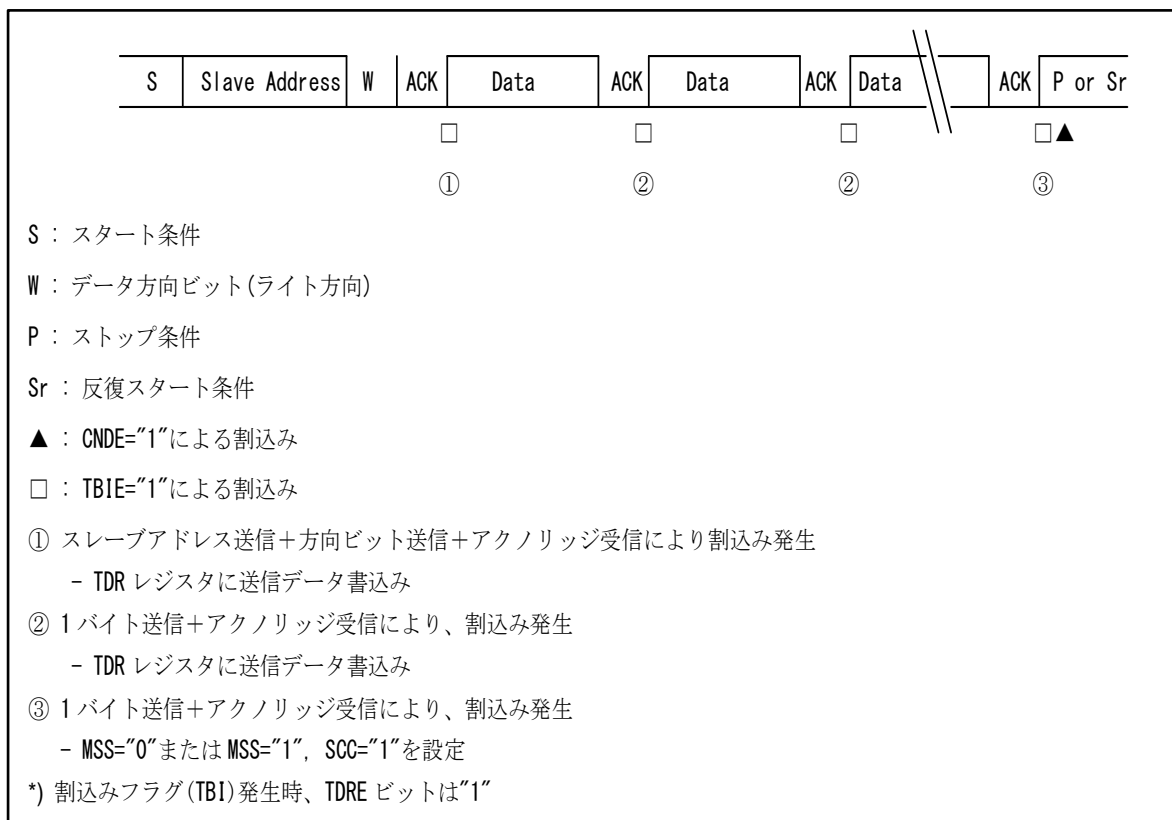 S Slave Address W ACK Data ACK Data ACK Data ACK P or Sr
□ □ □ □▲
① ② ② ③
S : スタート条件
W : データ方向ビット(ライト方向)
P : ストップ条件
Sr : 反復スタート条件
▲ : CNDE="1"による割込み
□ : TBIE="1"による割込み
① スレーブアドレス送信+方向ビット送信+アクノリッジ受信により割込み発生
- TDR レジスタに送信データ書込み
② 1 バイト送信+アクノリッジ受信により、割込み発生
- TDR レジスタに送信データ書込み
③ 1 バイト送信+アクノリッジ受信により、割込み発生
- MSS="0"または MSS="1", SCC="1"を設定
*) 割込みフラグ(TBI)発生時、TDRE ビットは"1"